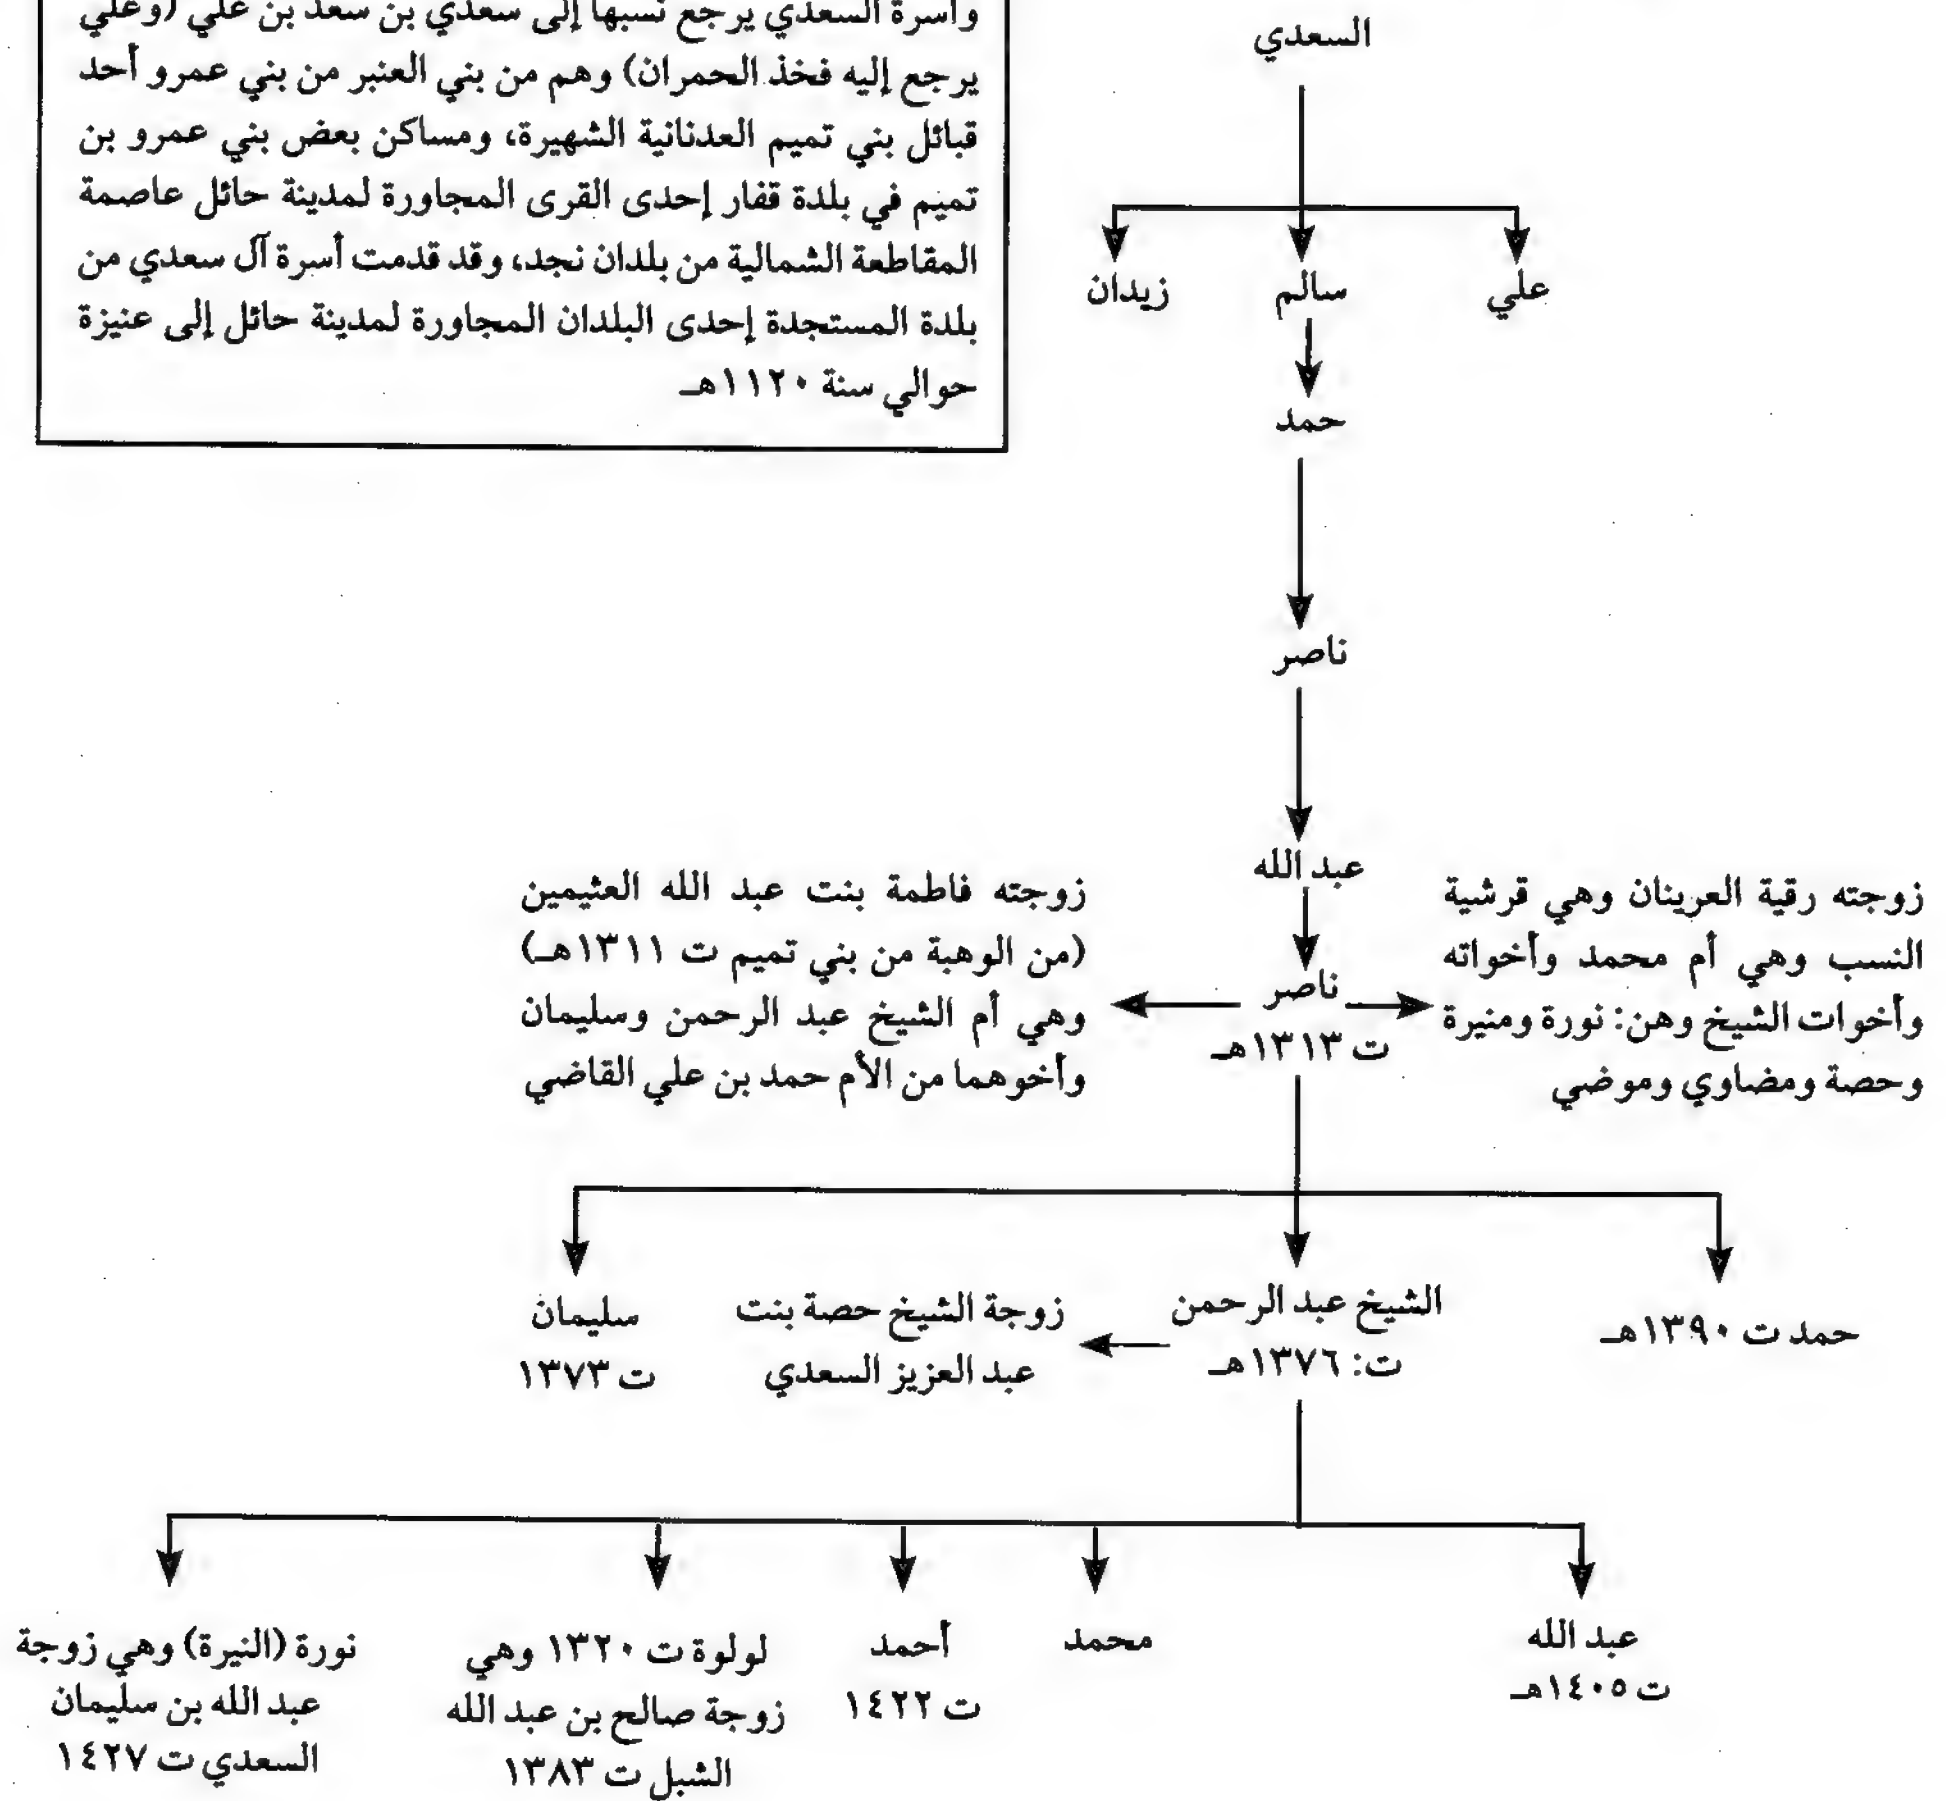 وأسرة السعدي يرجع نسبها إلى سعدي بن سعد بن علي (وعلي
يرجع إليه فخذ الحمران) وهم من بني العنبر من بني عمرو أحد
قبائل بني تميم العدنانية الشهيرة، ومساكن بعض بني عمرو بن
تميم في بلدة قفار إحدى القرى المجاورة لمدينة حائل عاصمة
المقاطعة الشمالية من بلدان نجد، وقد قدمت أسرة آل سعدي من
بلدة المستجدة إحدى البلدان المجاورة لمدينة حائل إلى عنيزة
حوالي سنة ١١٢٠هـ
السعدي
علي
سالم
زيدان
حمد
ناصر
عبد الله
ناصر
ت ١٣١٣هـ
زوجته رقية العرينان وهي قرشية
النسب وهي أم محمد وأخواته
وأخوات الشيخ وهن: نورة ومنيرة
وحصة ومضاوي وموضي
زوجته فاطمة بنت عبد الله العثيمين
(من الوهبة من بني تميم ت ١٣١١هـ)
وهي أم الشيخ عبد الرحمن وسليمان
وأخوهما من الأم حمد بن علي القاضي
حمد ت ١٣٩٠هـ
الشيخ عبد الرحمن
ت: ١٣٧٦هـ
زوجة الشيخ حصة بنت
عبد العزيز السعدي
سليمان
ت ١٣٧٣
عبد الله
ت ١٤٠٥هـ
محمد
أحمد
ت ١٤٢٢
لولوة ت ١٣٢٠ وهي
زوجة صالح بن عبد الله
الشبل ت ١٣٨٣
نورة (النيرة) وهي زوجة
عبد الله بن سليمان
السعدي ت ١٤٢٧